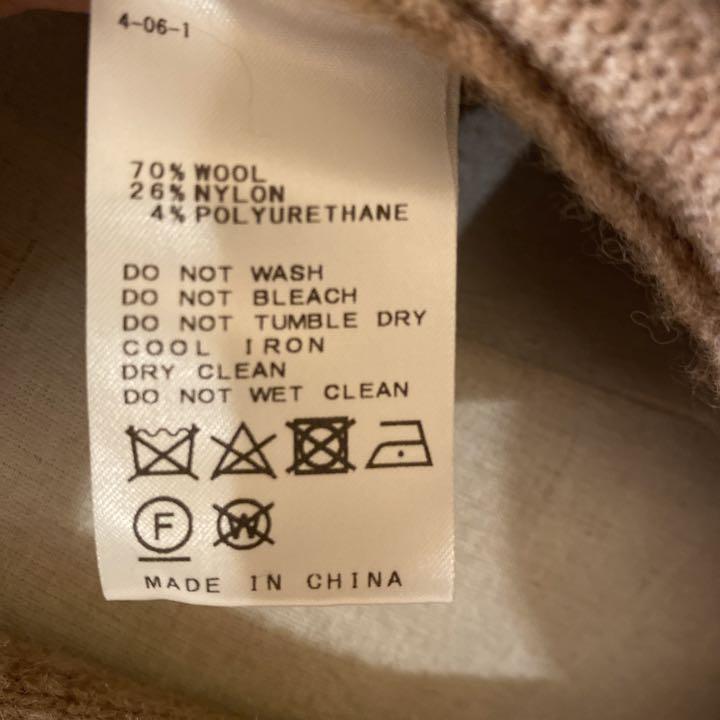 4-06-1
70% WOOL
26% NYLON
4% POLYURETHANE
DO NOT WASH
DO NOT BLEACH
DO NOT TUMBLE DRY
COOL IRON
DRY CLEAN
DO NOT WET CLEAN
F W
MADE IN CHINA